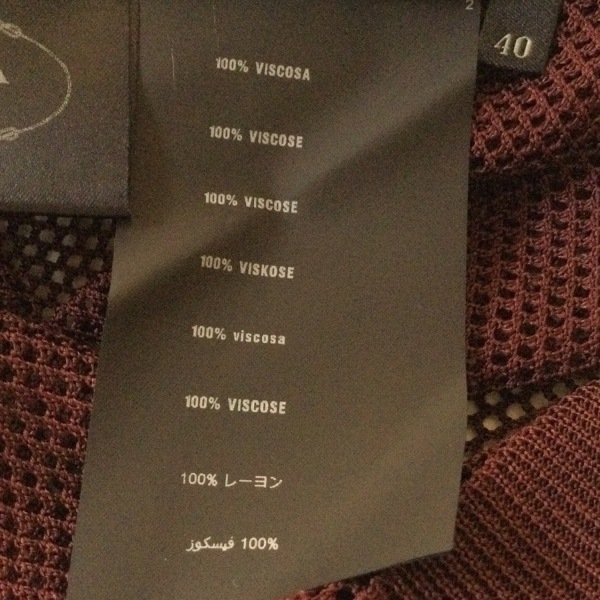 2
40
100% VISCOSA
100% VISCOSE
100% VISCOSE
100% VISKOSE
100% viscosa
100% VISCOSE
100% レーヨン
100% فيسكوز